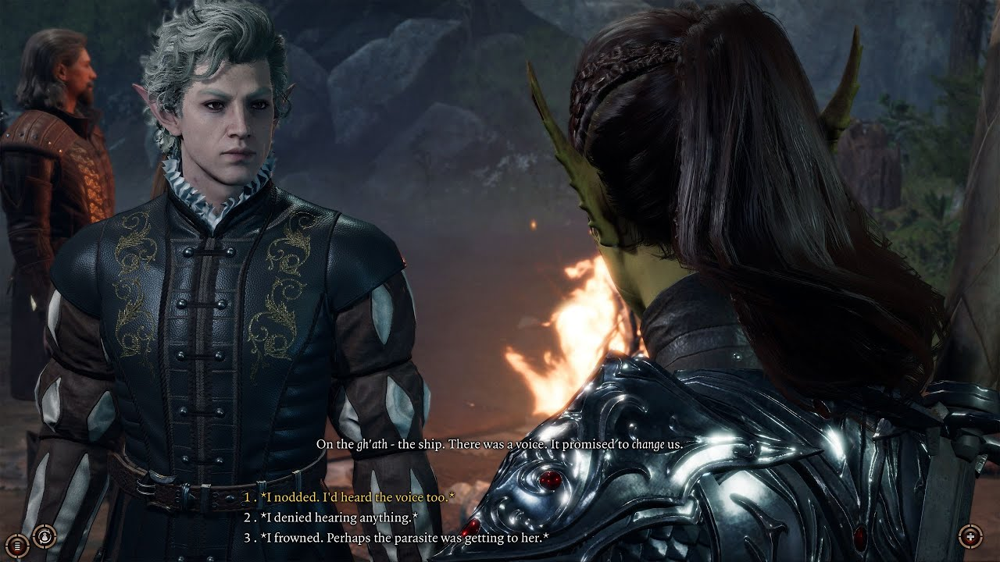 On the gh'ath - the ship. There was a voice. It promised to change us.
1. *I nodded. I'd heard the voice too.*
2. *I denied hearing anything.*
3. *I frowned. Perhaps the parasite was getting to her.*